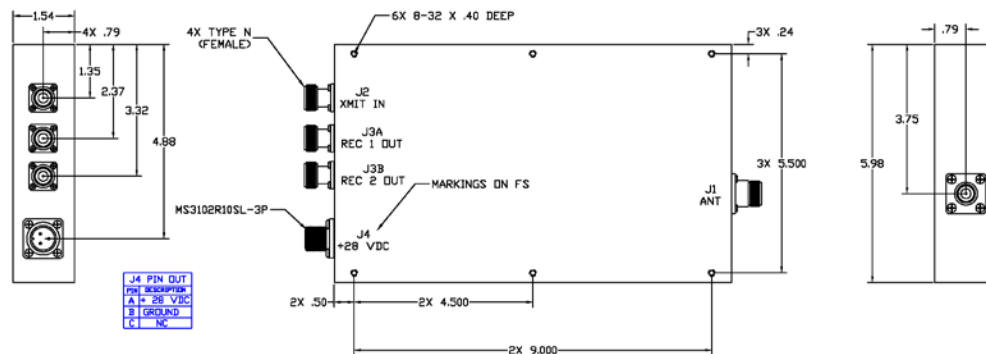 1.54
4X .79
1.35
2.37
3.32
4.88
4X TYPE N
(FEMALE)
6X 8-32 X .40 DEEP
3X .24
J2
XMIT IN
J3A
REC 1 OUT
J3B
REC 2 OUT
MARKINGS ON FS
MS3102R10SL-3P
J4
+28 VDC
J1
ANT
3X 5.500
2X .50
2X 4.500
2X 9.000
.79
3.75
5.98
J4 PIN OUT
PIN DESCRIPTION
A + 28 VDC
B GROUND
C NC